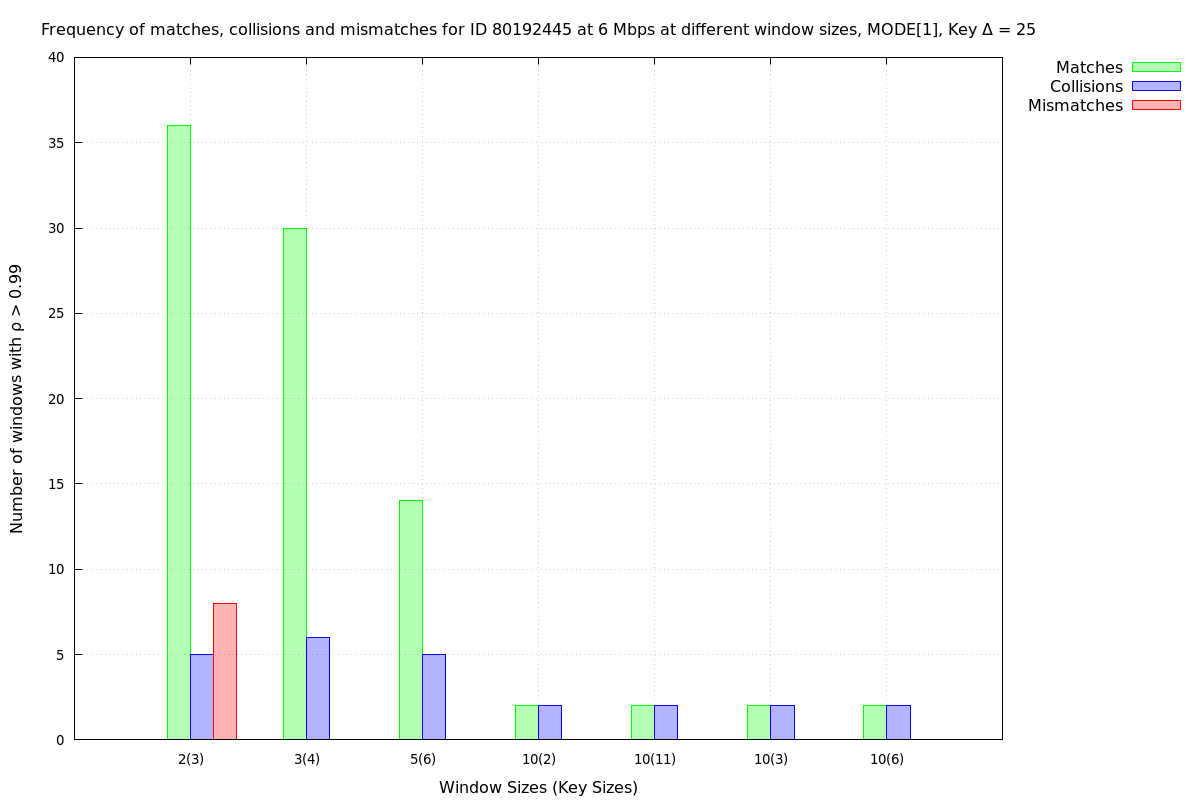 Frequency of matches, collisions and mismatches for ID 80192445 at 6 Mbps at different window sizes, MODE[1], Key Δ = 25
Matches
Collisions
Mismatches
Number of windows with ρ > 0.99
40
35
30
25
20
15
10
5
0
2(3) 3(4) 5(6) 10(2) 10(11) 10(3) 10(6)
Window Sizes (Key Sizes)